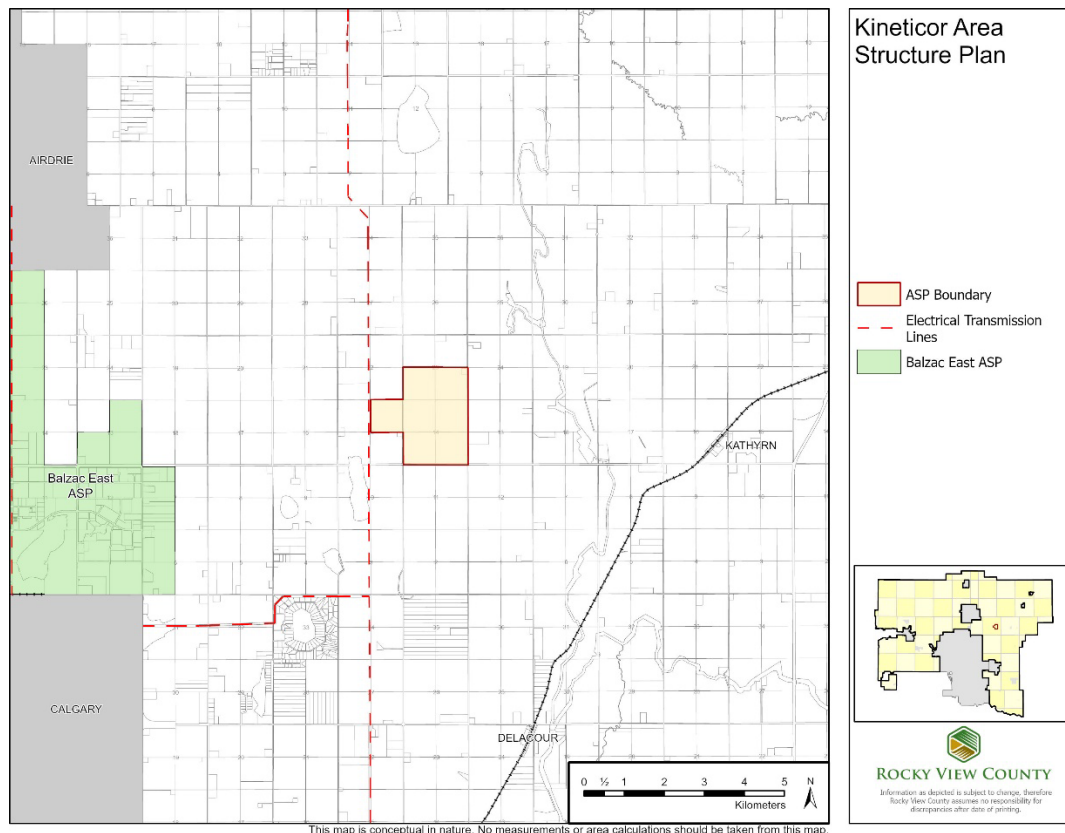 Kineticor Area
Structure Plan
AIRDRIE
ASP Boundary
Electrical Transmission
Lines
Balzac East ASP
KATHYRN
Balzac East
ASP
CALGARY
DELACOUR
0 ½ 1 2 3 4 5
Kilometers
N
ROCKY VIEW COUNTY
Information as depicted is subject to change, therefore
Rocky View County assumes no responsibility for
discrepancies after date of printing.
This map is conceptual in nature. No measurements or area calculations should be taken from this map.